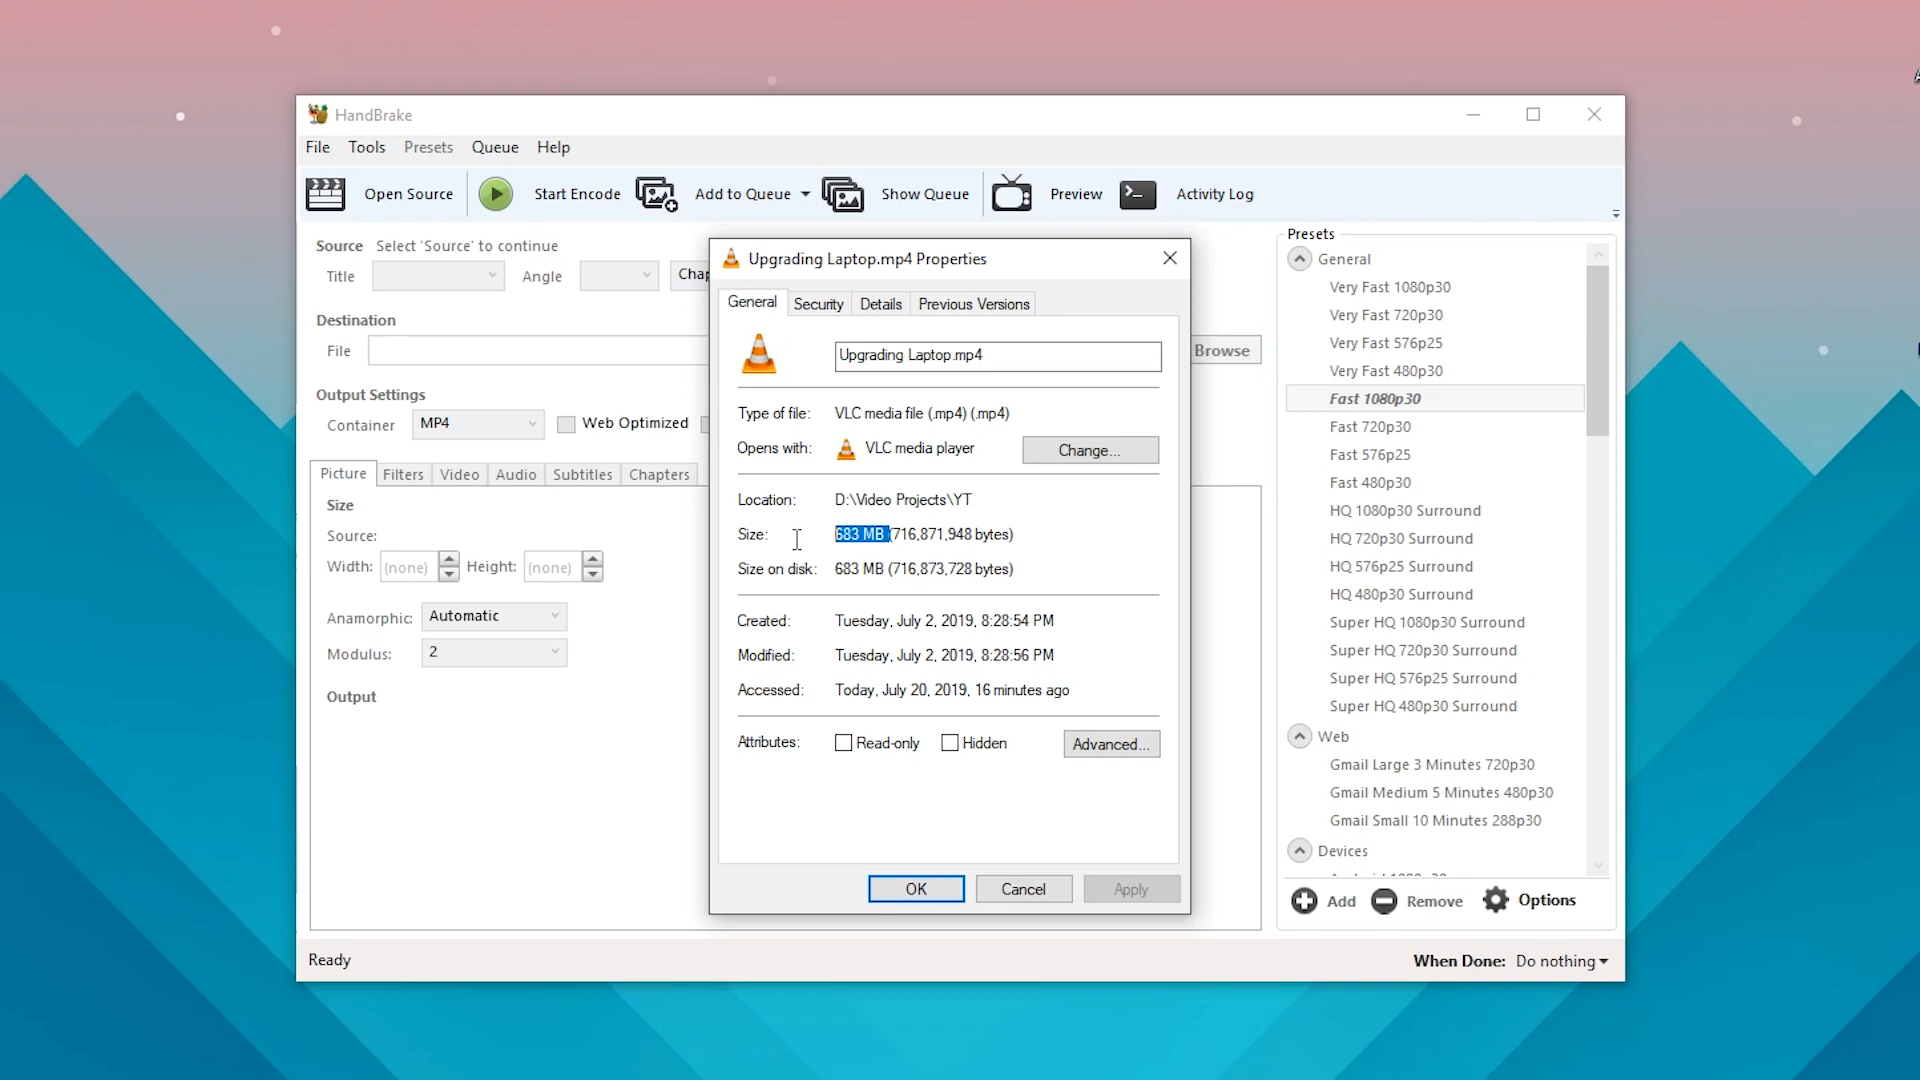 HandBrake
File Tools Presets Queue Help
Open Source Start Encode Add to Queue Show Queue Preview Activity Log
Source Select 'Source' to continue
Title Angle Chap
Destination
File Browse
Output Settings
Container MP4 Web Optimized
Picture Filters Video Audio Subtitles Chapters
Size
Source:
Width: (none) Height: (none)
Anamorphic: Automatic
Modulus: 2
Output
Upgrading Laptop.mp4 Properties
General Security Details Previous Versions
Upgrading Laptop.mp4
Type of file: VLC media file (.mp4) (.mp4)
Opens with: VLC media player Change...
Location: D:\Video Projects\YT
Size: 683 MB (716,871,948 bytes)
Size on disk: 683 MB (716,873,728 bytes)
Created: Tuesday, July 2, 2019, 8:28:54 PM
Modified: Tuesday, July 2, 2019, 8:28:56 PM
Accessed: Today, July 20, 2019, 16 minutes ago
Attributes: Read-only Hidden Advanced...
OK Cancel Apply
Presets
General
Very Fast 1080p30
Very Fast 720p30
Very Fast 576p25
Very Fast 480p30
Fast 1080p30
Fast 720p30
Fast 576p25
Fast 480p30
HQ 1080p30 Surround
HQ 720p30 Surround
HQ 576p25 Surround
HQ 480p30 Surround
Super HQ 1080p30 Surround
Super HQ 720p30 Surround
Super HQ 576p25 Surround
Super HQ 480p30 Surround
Web
Gmail Large 3 Minutes 720p30
Gmail Medium 5 Minutes 480p30
Gmail Small 10 Minutes 288p30
Devices
Add Remove Options
Ready When Done: Do nothing